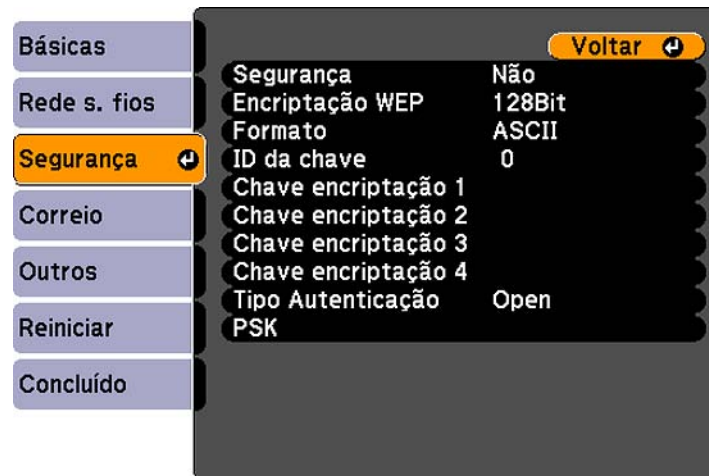 Básicas
Rede s. fios
Segurança
Correio
Outros
Reiniciar
Concluído
Voltar
Segurança Não
Encriptação WEP 128Bit
Formato ASCII
ID da chave 0
Chave encriptação 1
Chave encriptação 2
Chave encriptação 3
Chave encriptação 4
Tipo Autenticação Open
PSK